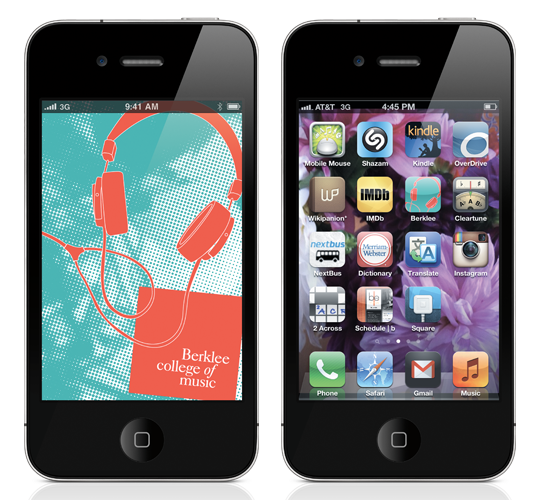 3G 9:41 AM
Berklee
college of
music
AT&T 3G 4:45 PM
kindle
Mobile Mouse Shazam Kindle OverDrive
W
IMDb
A
Wikipanion* IMDb Berklee Cleartune
nextbus
Merriam-
Webster
NextBus Dictionary Translate Instagram
2 Across Schedule | b Square
Phone Safari Gmail Music